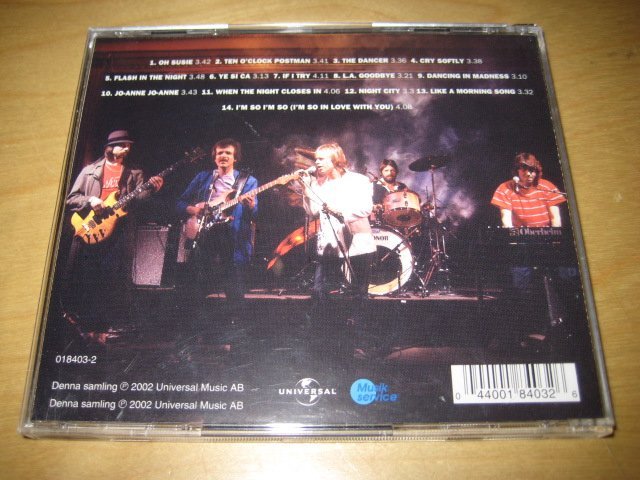 1. OH SUSIE 3.42 2. TEN O'CLOCK POSTMAN 3.41 3. THE DANCER 3.36 4. CRY SOFTLY 3.38
5. FLASH IN THE NIGHT 3.48 6. YE SI CA 3.13 7. IF I TRY 4.11 8. L.A. GOODBYE 3.21 9. DANCING IN MADNESS 3.10
10. JO-ANNE JO-ANNE 3.43 11. WHEN THE NIGHT CLOSES IN 4.06 12. NIGHT CITY 3.3 13. LIKE A MORNING SONG 3.32
14. I'M SO I'M SO (I'M SO IN LOVE WITH YOU) 4.08
SONOR
Oberheim
018403-2
Denna samling ℗ 2002 Universal Music AB
Denna samling ℗ 2002 Universal Music AB
UNIVERSAL
Musik
service
0 44001 84032 6